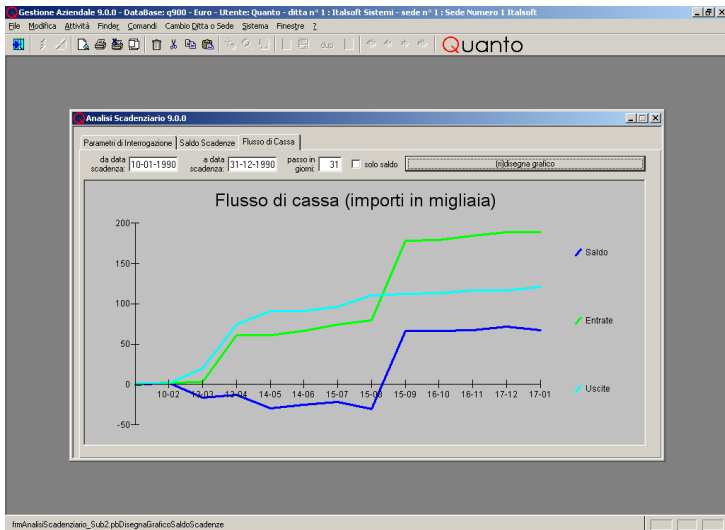 Gestione Aziendale 9.0.0 - DataBase: q900 - Euro - Utente: Quanto - ditta n° 1 : Italsoft Sistemi - sede n° 1 : Sede Numero 1 Italsoft
File Modifica Attività Finder Comandi Cambio Ditta o Sede Sistema Finestre ?
dup
Quanto
Analisi Scadenziario 9.0.0
Parametri di Interrogazione Saldo Scadenze Flusso di Cassa
da data scadenza: 10-01-1990 a data scadenza: 31-12-1990 passo in giorni: 31 solo saldo (ri)disegna grafico
Flusso di cassa (importi in migliaia)
200
150
Saldo
100
Entrate
50
0
10-02 13-03 13-04 14-05 14-06 15-07 15-08 15-09 16-10 16-11 17-12 17-01
Uscite
-50
frmAnalisiScadenziario_Sub2.pbDisegnaGraficoSaldoScadenze